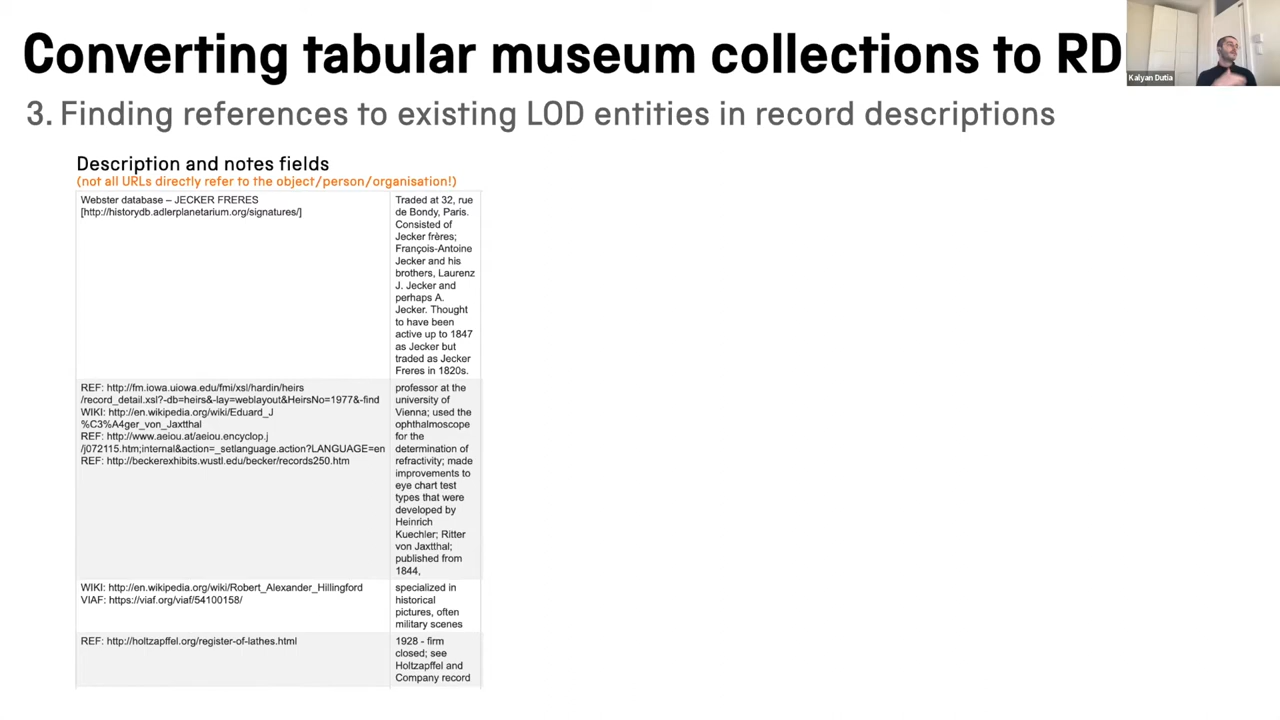 Converting tabular museum collections to RD
Kalyan Dutia
3. Finding references to existing LOD entities in record descriptions
Description and notes fields
(not all URLs directly refer to the object/person/organisation!)
Webster database – JECKER FRERES
[http://historydb.adlerplanetarium.org/signatures/]
Traded at 32, rue
de Bondy, Paris.
Consisted of
Jecker frères;
François-Antoine
Jecker and his
brothers, Laurenz
J. Jecker and
perhaps A.
Jecker. Thought
to have been
active up to 1847
as Jecker but
traded as Jecker
Freres in 1820s.
REF: http://fm.iowa.uiowa.edu/fmi/xsl/hardin/heirs
/record_detail.xsl?-db=heirs&-lay=weblayout&HeirsNo=1977&-find
WIKI: http://en.wikipedia.org/wiki/Eduard_J
%C3%A4ger_von_Jaxtthal
REF: http://www.aeiou.at/aeiou.encyclop.j
/j072115.htm;internal&action=_setlanguage.action?LANGUAGE=en
REF: http://beckerexhibits.wustl.edu/becker/records250.htm
professor at the
university of
Vienna; used the
ophthalmoscope
for the
determination of
refractivity; made
improvements to
eye chart test
types that were
developed by
Heinrich
Kuechler; Ritter
von Jaxtthal;
published from
1844,
WIKI: http://en.wikipedia.org/wiki/Robert_Alexander_Hillingford
VIAF: https://viaf.org/viaf/54100158/
specialized in
historical
pictures, often
military scenes
REF: http://holtzapffel.org/register-of-lathes.html
1928 - firm
closed; see
Holtzapffel and
Company record